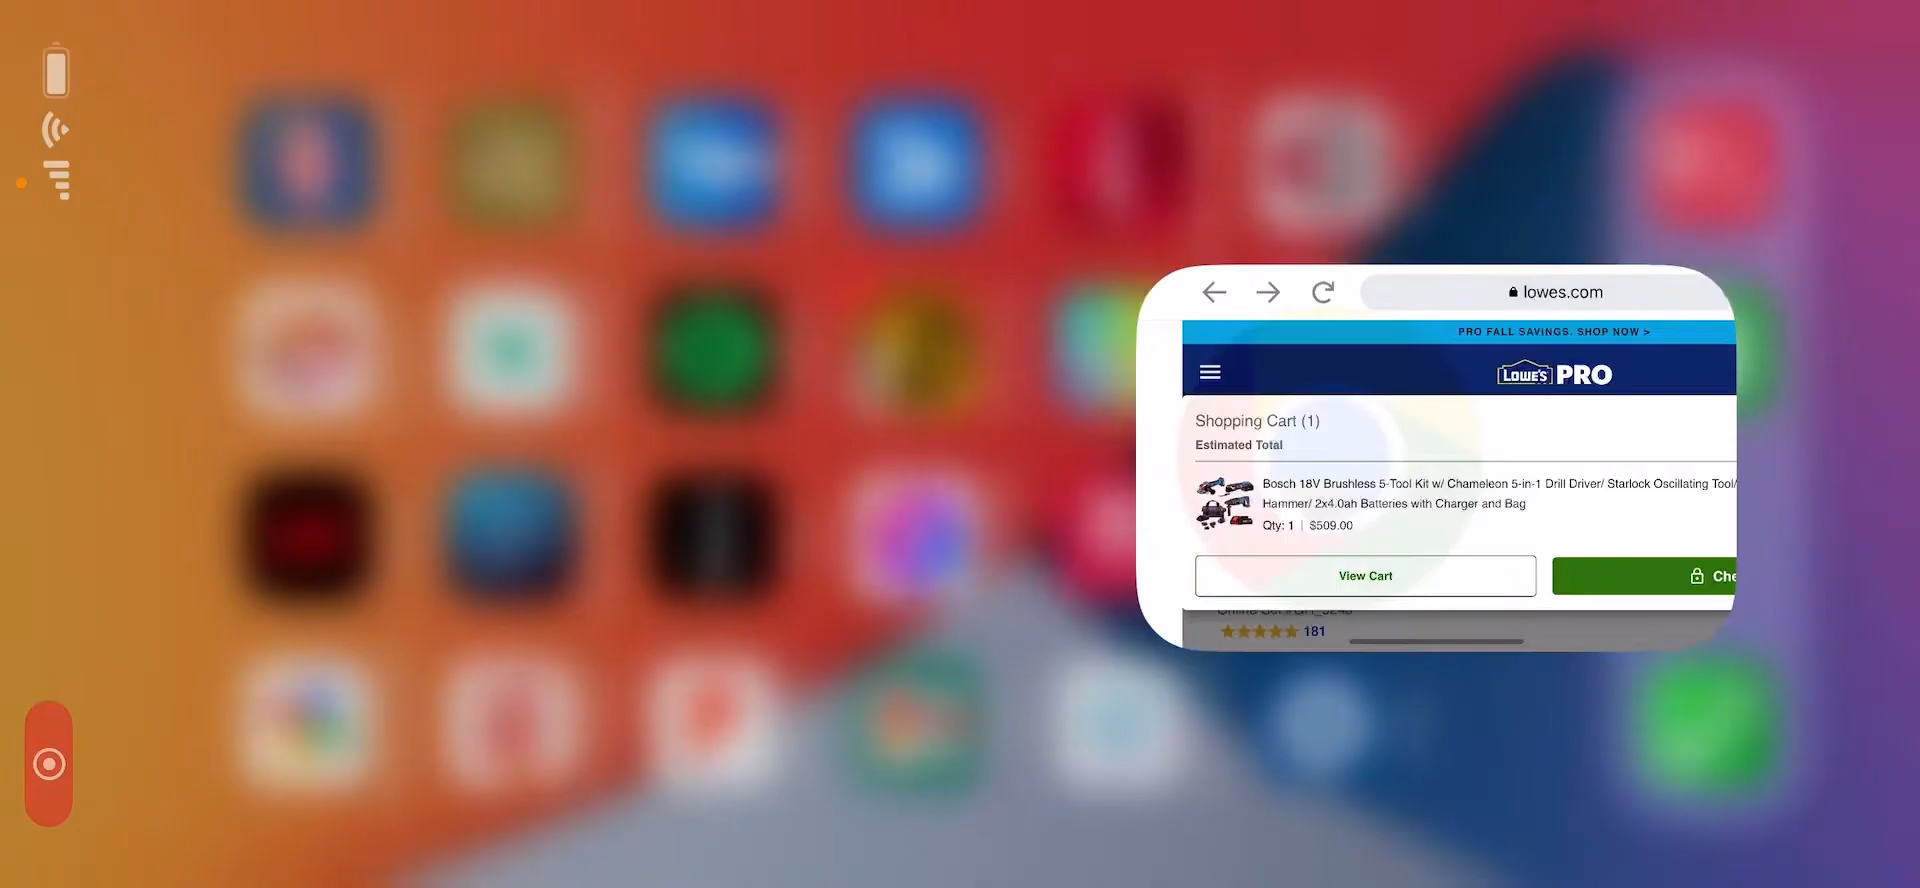 lowes.com
PRO FALL SAVINGS. SHOP NOW >
LOWE'S PRO
Shopping Cart (1)
Estimated Total
Bosch 18V Brushless 5-Tool Kit w/ Chameleon 5-in-1 Drill Driver/ Starlock Oscillating Tool/
Hammer/ 2x4.0ah Batteries with Charger and Bag
Qty: 1 | $509.00
View Cart
Che
181